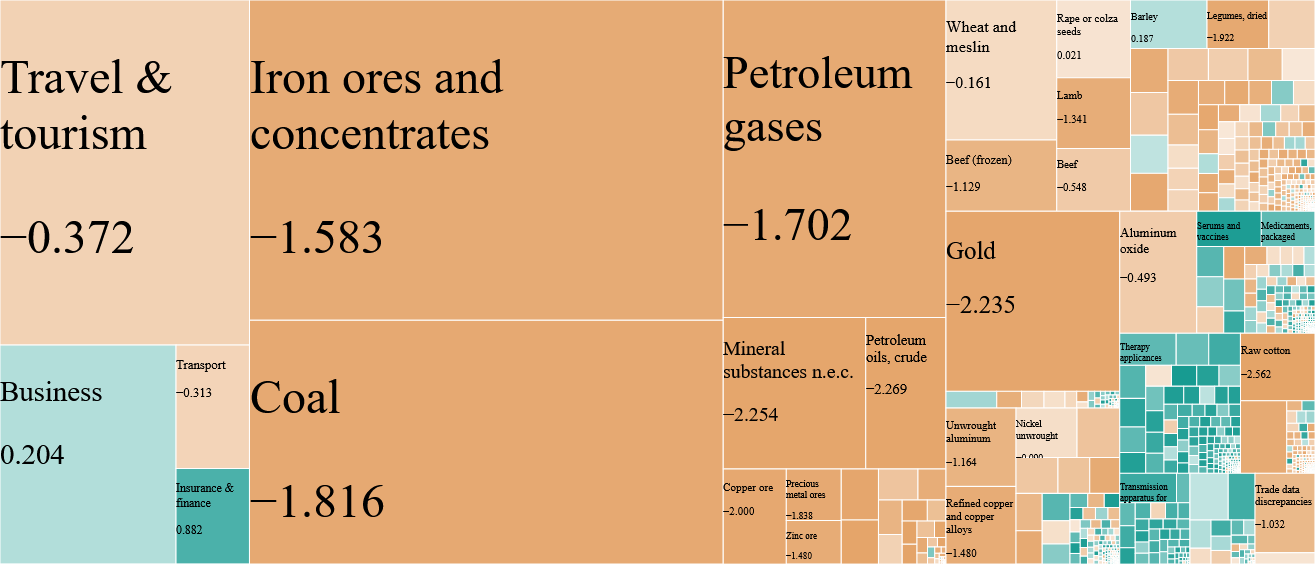 Travel &
tourism
−0.372
Business
0.204
Transport
−0.313
Insurance &
finance
0.882
Iron ores and
concentrates
−1.583
Coal
−1.816
Petroleum
gases
−1.702
Mineral
substances n.e.c.
−2.254
Petroleum
oils, crude
−2.269
Copper ore
−2.000
Precious
metal ores
−1.838
Zinc ore
−1.480
Wheat and
meslin
−0.161
Beef (frozen)
−1.129
Rape or colza
seeds
0.021
Lamb
−1.341
Beef
−0.548
Barley
0.187
Legumes, dried
−1.922
Gold
−2.235
Unwrought
aluminum
−1.164
Nickel
unwrought
−0.000
Refined copper
and copper
alloys
−1.480
Aluminum
oxide
−0.493
Serums and
vaccines
Medicaments,
packaged
Therapy
applicances
Raw cotton
−2.562
Transmission
apparatus for
Trade data
discrepancies
−1.032